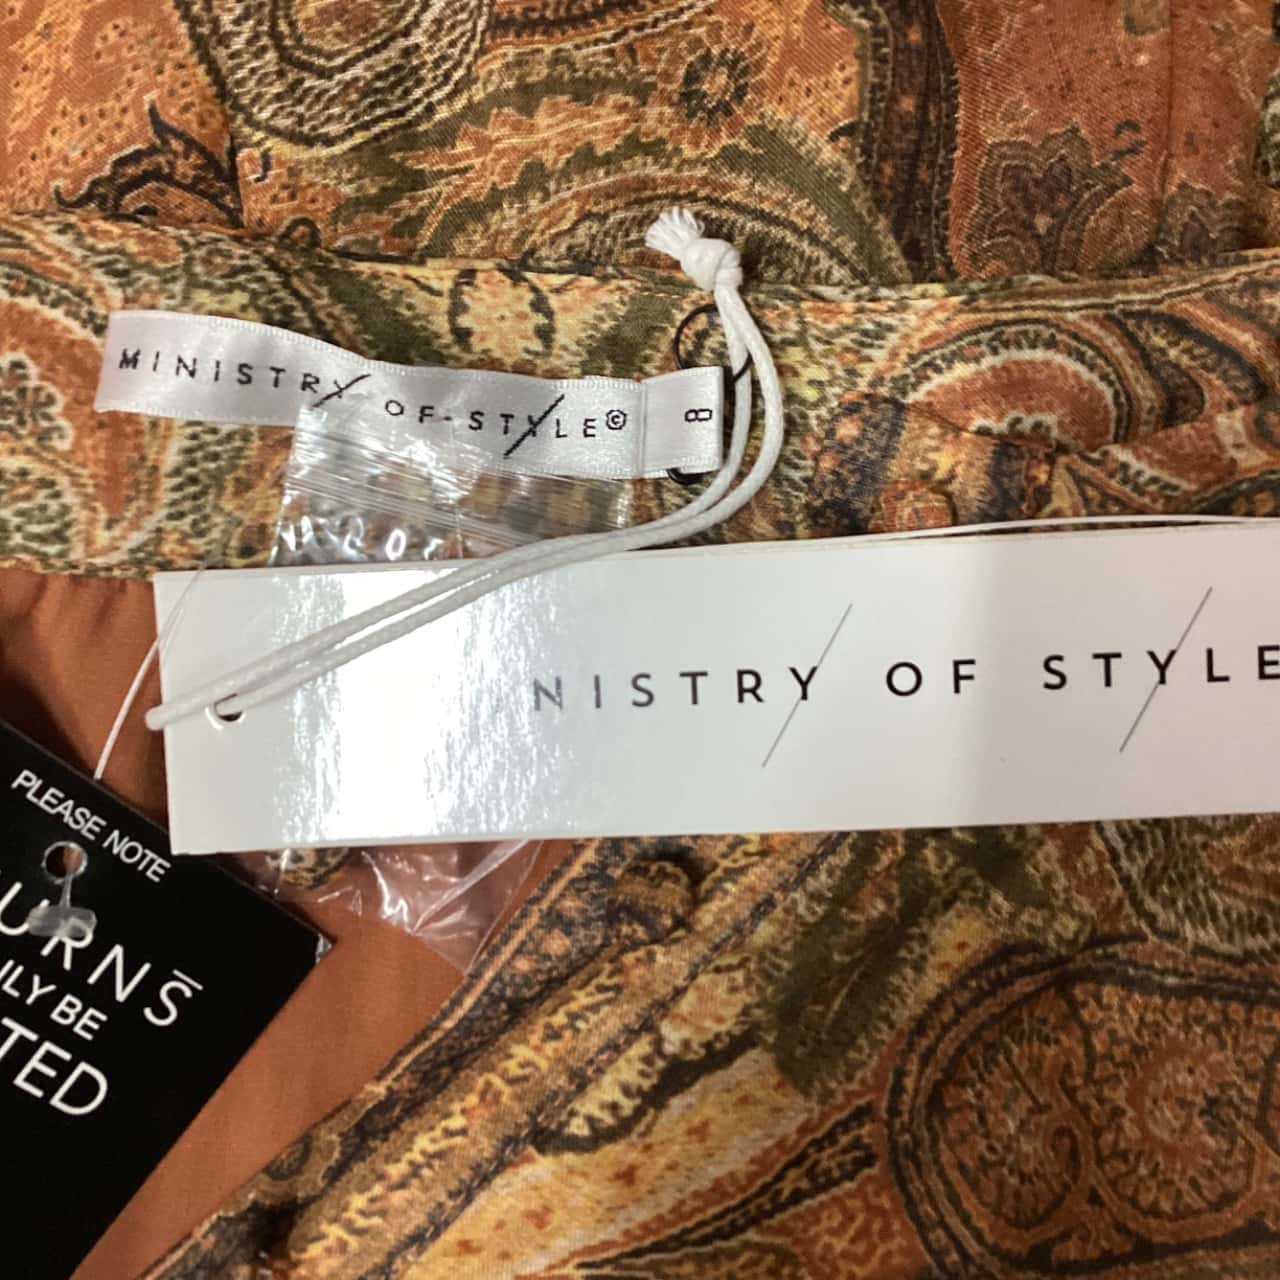 MINISTRY OF-STYLE©
8
NISTRY OF STYLE
PLEASE NOTE
URNS
ILY BE
TED